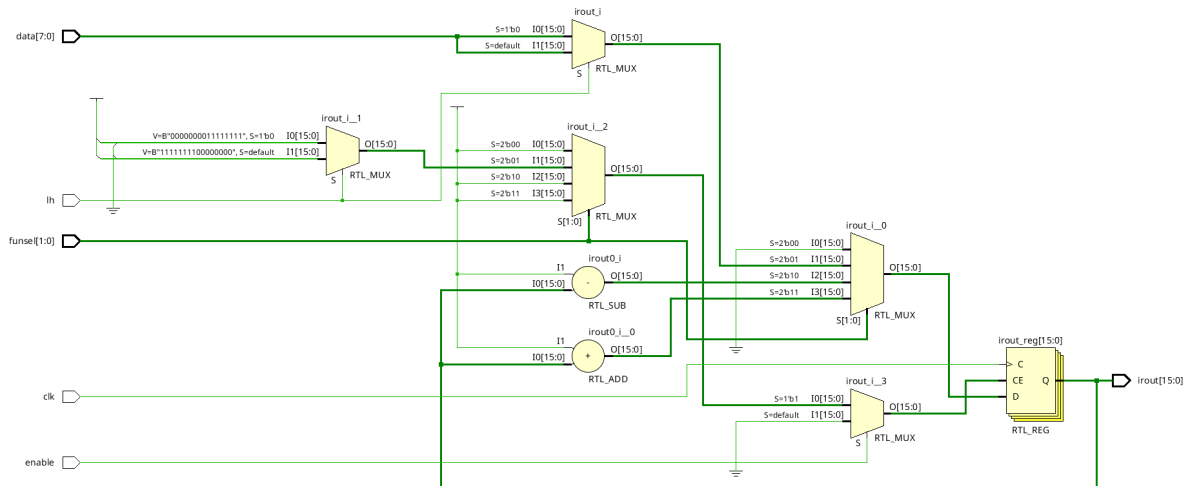 irout_i
data[7:0]
S=1'b0 I0[15:0]
S=default I1[15:0]
O[15:0]
S
RTL_MUX
irout_i__1
V=B"0000000011111111", S=1'b0 I0[15:0]
V=B"1111111100000000", S=default I1[15:0]
O[15:0]
S
RTL_MUX
irout_i__2
S=2'b00 I0[15:0]
S=2'b01 I1[15:0]
S=2'b10 I2[15:0]
S=2'b11 I3[15:0]
O[15:0]
S[1:0]
RTL_MUX
lh
funsel[1:0]
irout_i__0
S=2'b00 I0[15:0]
S=2'b01 I1[15:0]
S=2'b10 I2[15:0]
S=2'b11 I3[15:0]
O[15:0]
S[1:0]
RTL_MUX
irout0_i
I1
I0[15:0]
-
O[15:0]
RTL_SUB
irout0_i__0
I1
I0[15:0]
+
O[15:0]
RTL_ADD
irout_reg[15:0]
C
CE
D
Q
RTL_REG
irout[15:0]
clk
irout_i__3
S=1'b1 I0[15:0]
S=default I1[15:0]
O[15:0]
S
RTL_MUX
enable